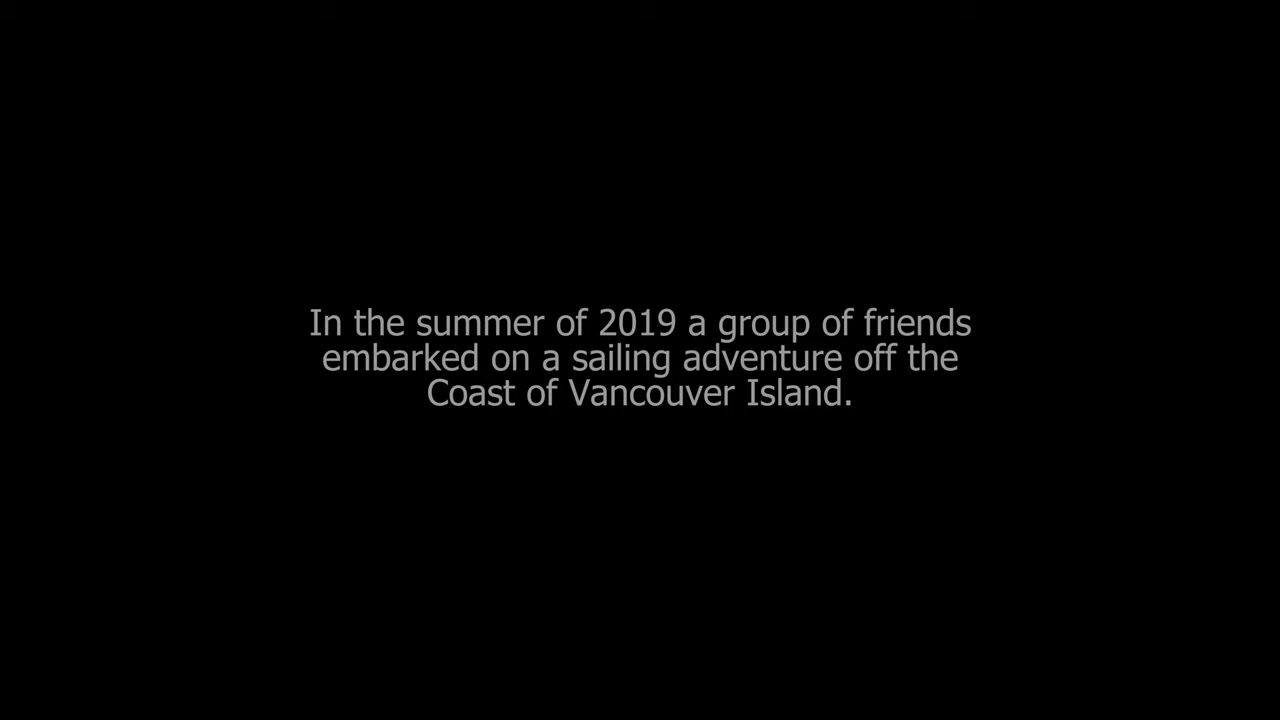 In the summer of 2019 a group of friends
embarked on a sailing adventure off the
Coast of Vancouver Island.